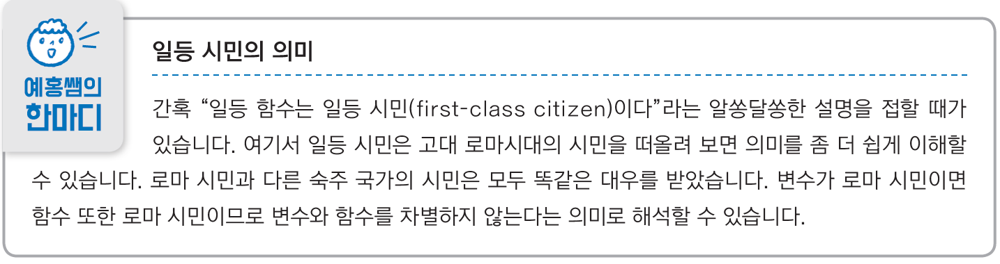 예홍쌤의
한마디
일등 시민의 의미
간혹 “일등 함수는 일등 시민(first-class citizen)이다”라는 알쏭달쏭한 설명을 접할 때가
있습니다. 여기서 일등 시민은 고대 로마시대의 시민을 떠올려 보면 의미를 좀 더 쉽게 이해할
수 있습니다. 로마 시민과 다른 숙주 국가의 시민은 모두 똑같은 대우를 받았습니다. 변수가 로마 시민이면
함수 또한 로마 시민이므로 변수와 함수를 차별하지 않는다는 의미로 해석할 수 있습니다.